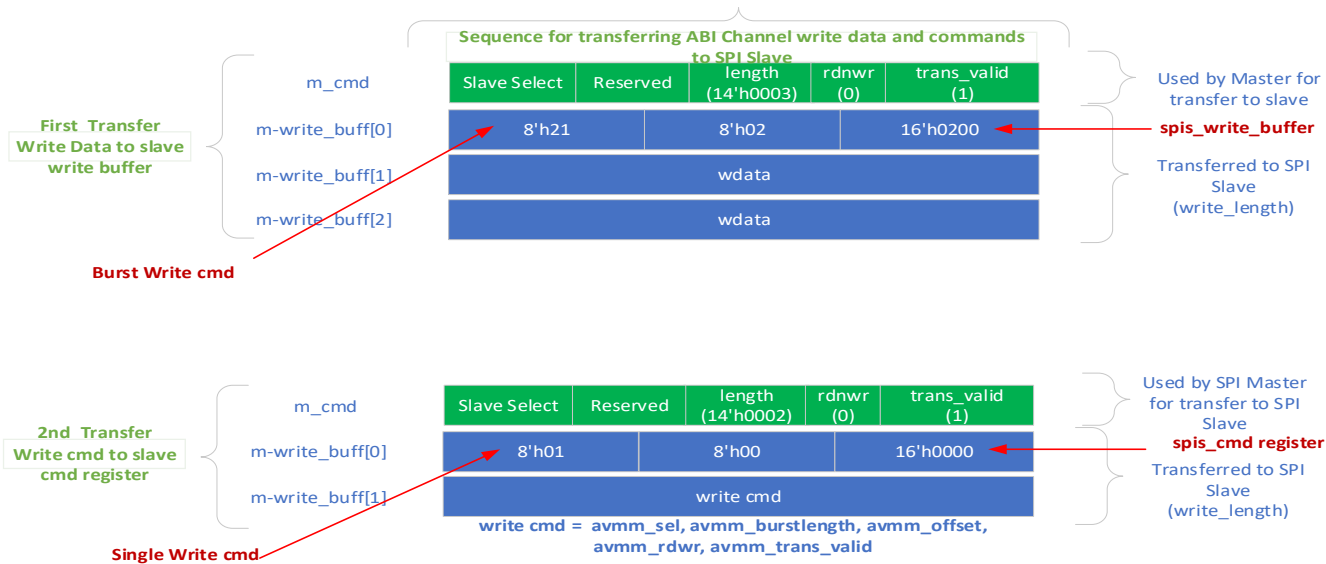 Sequence for transferring ABI Channel write data and commands
to SPI Slave
m_cmd
Slave Select
Reserved
length
(14'h0003)
rdnwr
(0)
trans_valid
(1)
Used by Master for
transfer to slave
First Transfer
Write Data to slave
write buffer
m-write_buff[0]
8'h21
8'h02
16'h0200
spis_write_buffer
m-write_buff[1]
wdata
Transferred to SPI
Slave
(write_length)
m-write_buff[2]
wdata
Burst Write cmd
m_cmd
Slave Select
Reserved
length
(14'h0002)
rdnwr
(0)
trans_valid
(1)
Used by SPI Master
for transfer to SPI
Slave
2nd Transfer
Write cmd to slave
cmd register
m-write_buff[0]
8'h01
8'h00
16'h0000
spis_cmd register
m-write_buff[1]
write cmd
Transferred to SPI
Slave
(write_length)
write cmd = avmm_sel, avmm_burstlength, avmm_offset,
avmm_rdwr, avmm_trans_valid
Single Write cmd